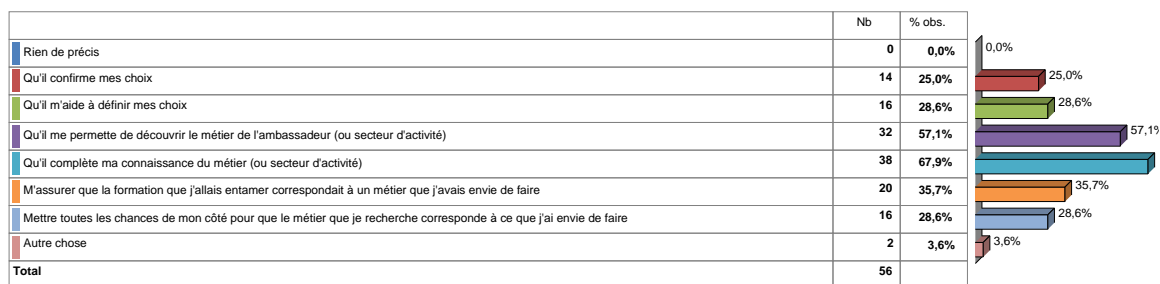 Nb % obs.
Rien de précis 0 0,0% 0,0%
Qu'il confirme mes choix 14 25,0% 25,0%
Qu'il m'aide à définir mes choix 16 28,6% 28,6%
Qu'il me permette de découvrir le métier de l'ambassadeur (ou secteur d'activité) 32 57,1% 57,1%
Qu'il complète ma connaissance du métier (ou secteur d'activité) 38 67,9%
M'assurer que la formation que j'allais entamer correspondait à un métier que j'avais envie de faire 20 35,7% 35,7%
Mettre toutes les chances de mon côté pour que le métier que je recherche corresponde à ce que j'ai envie de faire 16 28,6% 28,6%
Autre chose 2 3,6% 3,6%
Total 56